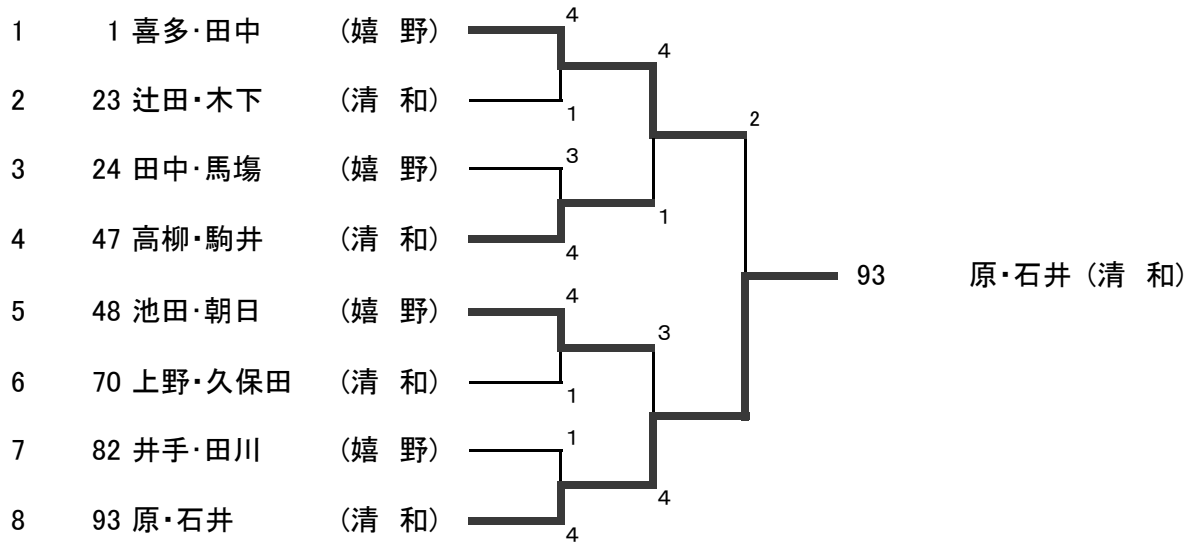 4
1 1 喜多･田中 (嬉 野)
4
2 23 辻田・木下 (清 和)
1
2
3 24 田中･馬塲 (嬉 野)
3
1
4 47 高柳・駒井 (清 和)
4
93 原・石井 (清 和)
5 48 池田･朝日 (嬉 野)
4
3
6 70 上野・久保田 (清 和)
1
7 82 井手･田川 (嬉 野)
1
4
8 93 原・石井 (清 和)
4